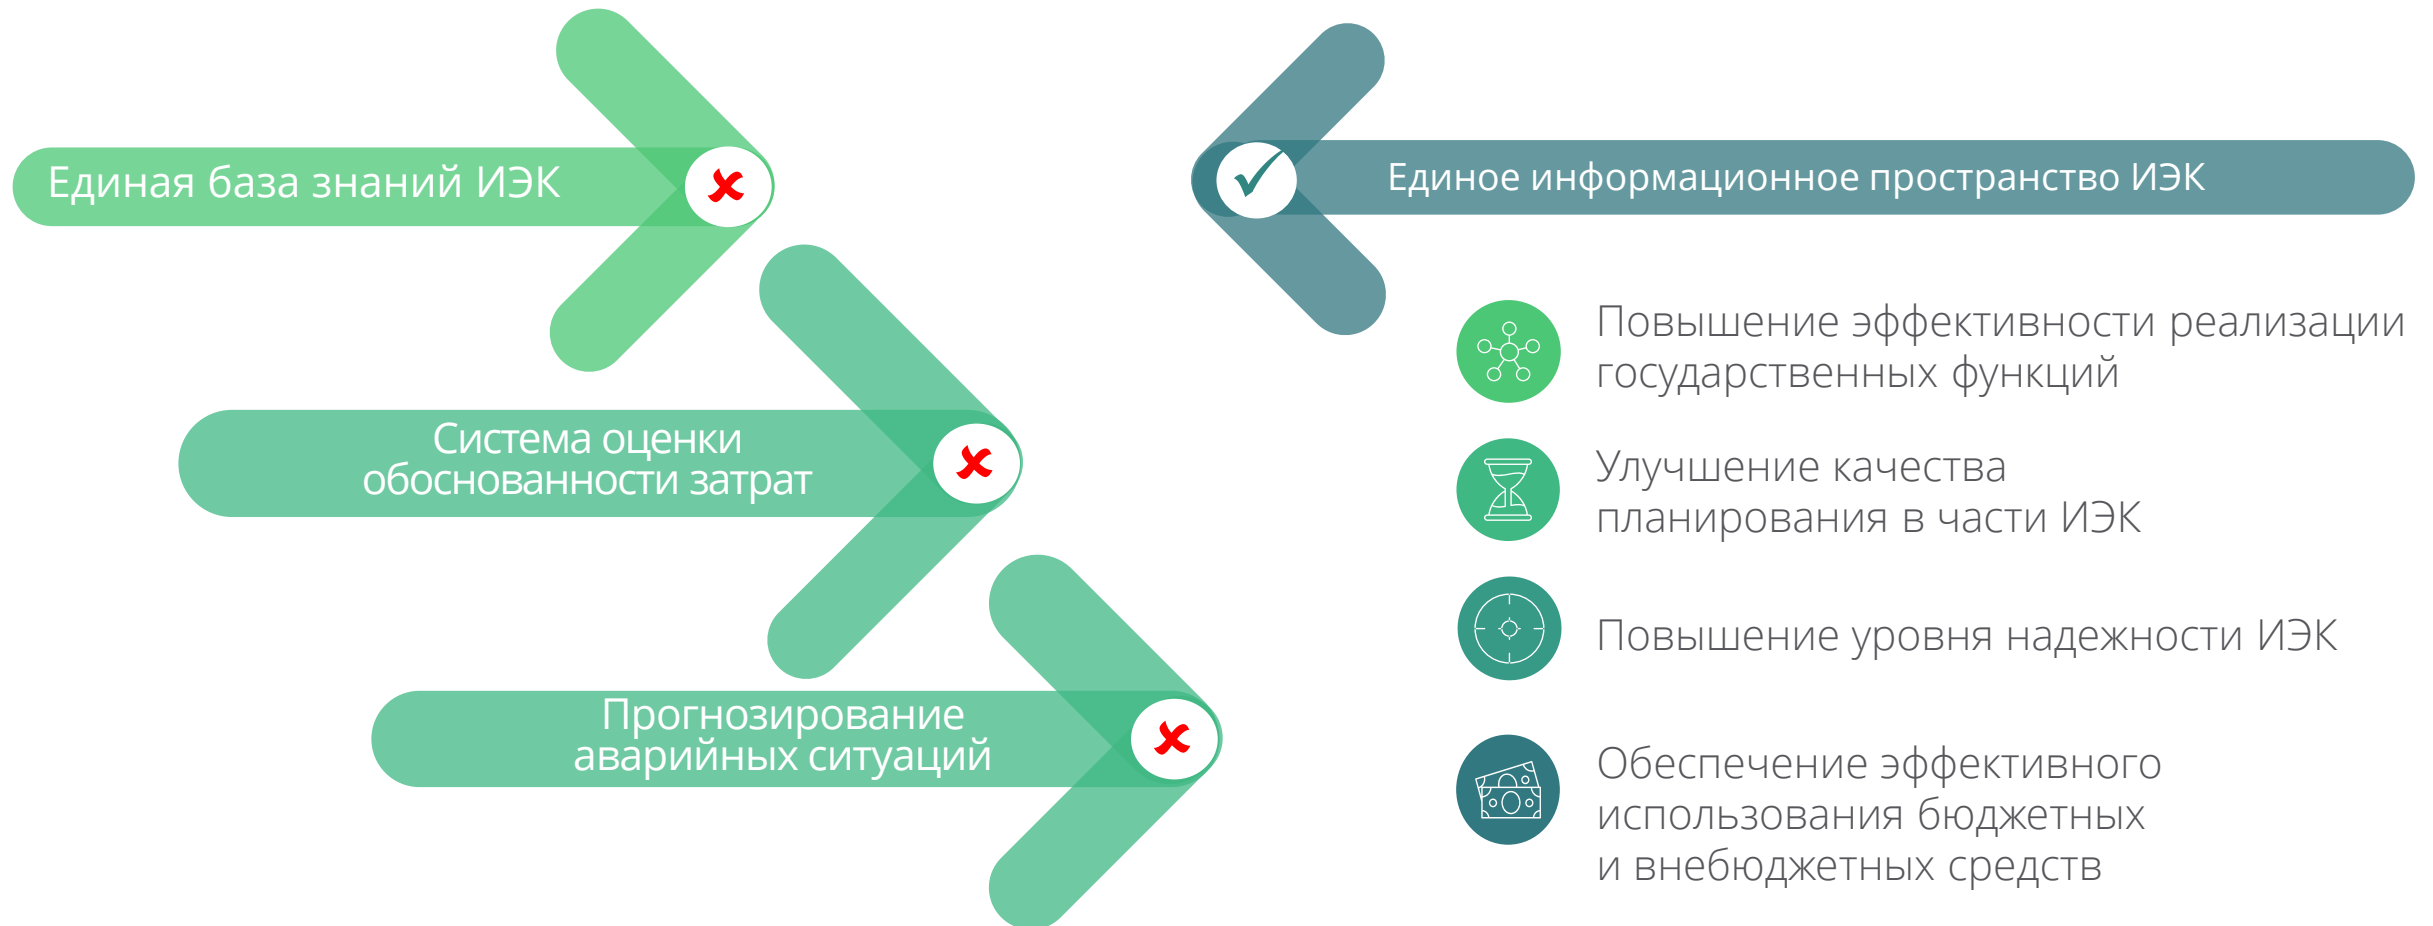 Единая база знаний ИЭК
Система оценки
обоснованности затрат
Прогнозирование
аварийных ситуаций
Единое информационное пространство ИЭК
Повышение эффективности реализации
государственных функций
Улучшение качества
планирования в части ИЭК
Повышение уровня надежности ИЭК
Обеспечение эффективного
использования бюджетных
и внебюджетных средств